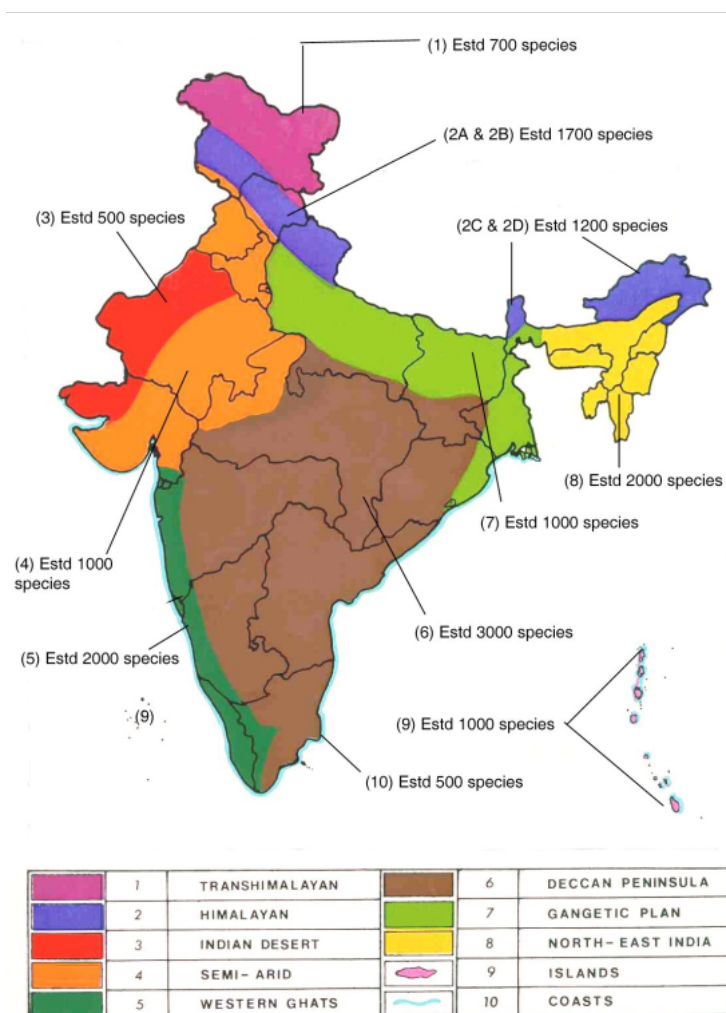 (1) Estd 700 species
(2A & 2B) Estd 1700 species
(3) Estd 500 species
(2C & 2D) Estd 1200 species
(8) Estd 2000 species
(7) Estd 1000 species
(4) Estd 1000
species
(6) Estd 3000 species
(5) Estd 2000 species
(9)
(9) Estd 1000 species
(10) Estd 500 species
1 TRANSHIMALAYAN 6 DECCAN PENINSULA
2 HIMALAYAN 7 GANGETIC PLAN
3 INDIAN DESERT 8 NORTH-EAST INDIA
4 SEMI-ARID 9 ISLANDS
5 WESTERN GHATS 10 COASTS